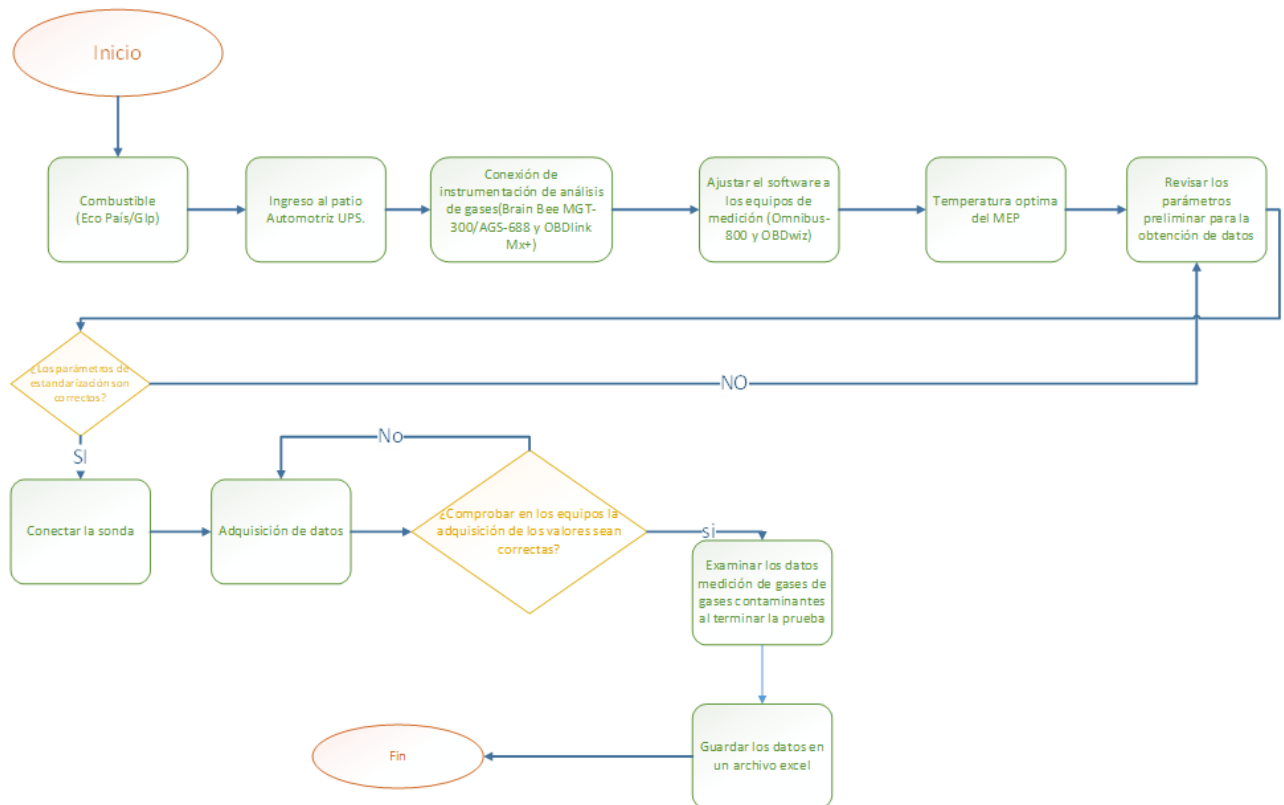 Inicio
Combustible
(Eco País/Glp)
Ingreso al patio
Automotriz UPS.
Conexión de
instrumentación de análisis
de gases(Brain Bee MGT-
300/AGS-688 y OBDlink
Mx+)
Ajustar el software a
los equipos de
medición (Omnibus-
800 y OBDwiz)
Temperatura optima
del MEP
Revisar los
parámetros
preliminar para la
obtención de datos
¿Los parámetros de
estandarización son
correctas?
NO
SI
Conectar la sonda
Adquisición de datos
No
¿Comprobar en los equipos la
adquisición de los valores sean
correctas?
si
Examinar los datos
medición de gases de
gases contaminantes
al terminar la prueba
Guardar los datos en
un archivo excel
Fin